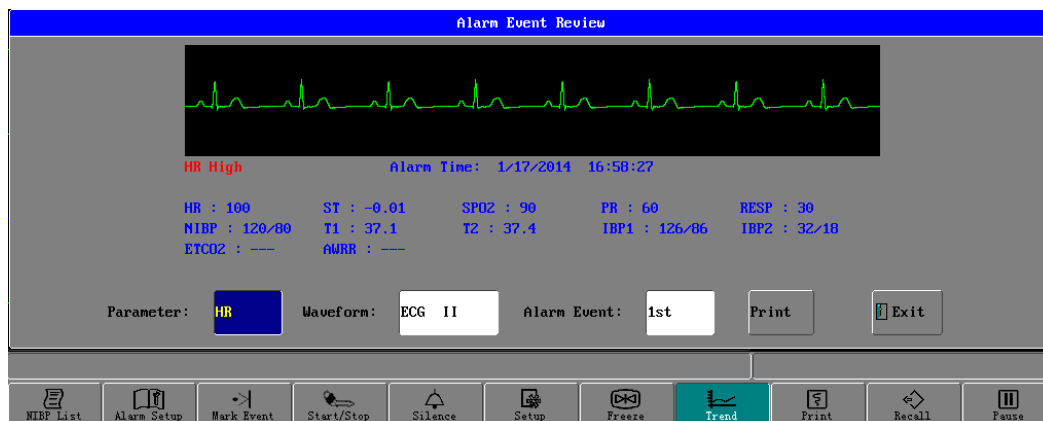 Alarm Event Review
HR High Alarm Time: 1/17/2014 16:58:27
HR : 100 ST : -0.01 SPO2 : 90 PR : 60 RESP : 30
NIBP : 120/80 T1 : 37.1 T2 : 37.4 IBP1 : 126/86 IBP2 : 32/18
ETCO2 : --- AWRR : ---
Parameter: HR Waveform: ECG II Alarm Event: 1st Print Exit
NIBP List Alarm Setup Mark Event Start/Stop Silence Setup Freeze Trend Print Recall Pause